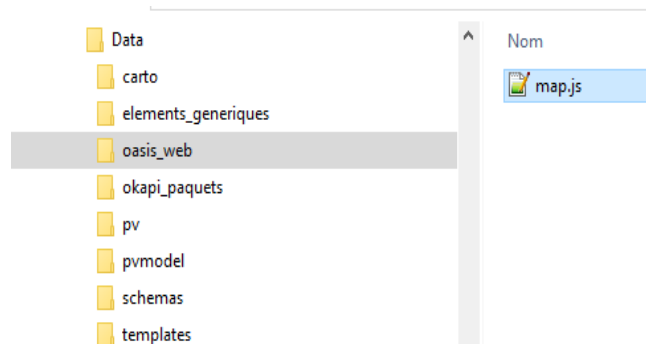 Data
carto
elements_generiques
oasis_web
okapi_paquets
pv
pvmodel
schemas
templates
Nom
map.js